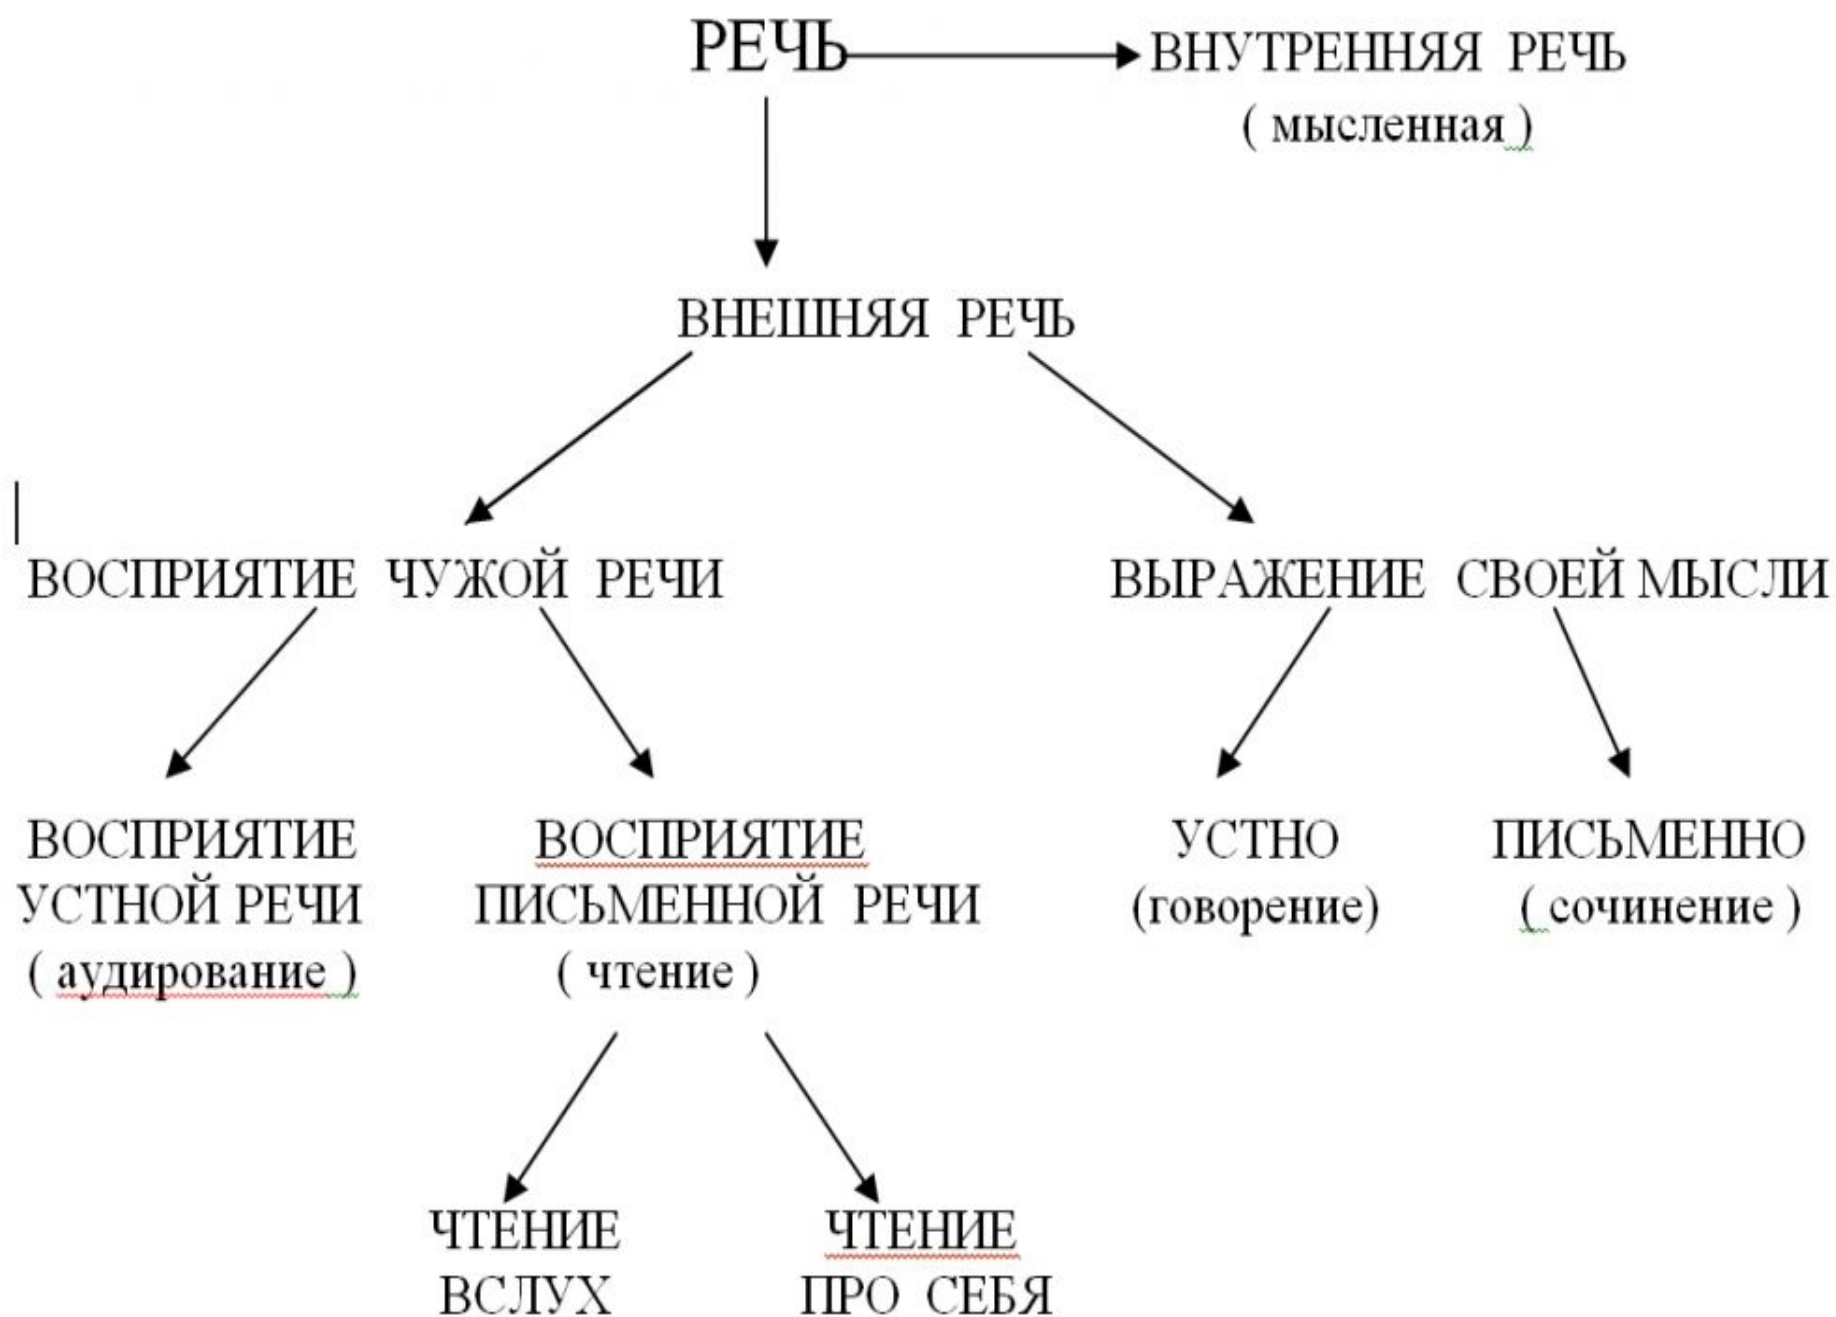 РЕЧЬ
ВНУТРЕННЯЯ РЕЧЬ
( мысленная )
ВНЕШНЯЯ РЕЧЬ
ВОСПРИЯТИЕ ЧУЖОЙ РЕЧИ
ВЫРАЖЕНИЕ СВОЕЙ МЫСЛИ
ВОСПРИЯТИЕ
УСТНОЙ РЕЧИ
( аудирование )
ВОСПРИЯТИЕ
ПИСЬМЕННОЙ РЕЧИ
( чтение )
УСТНО
(говорение)
ПИСЬМЕННО
( сочинение )
ЧТЕНИЕ
ВСЛУХ
ЧТЕНИЕ
ПРО СЕБЯ